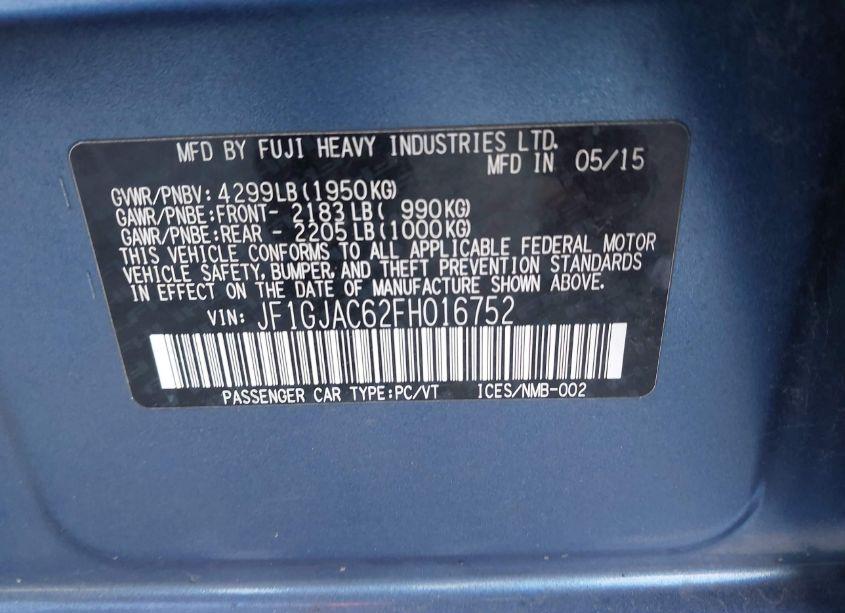 MFD BY FUJI HEAVY INDUSTRIES LTD.
MFD IN 05/15
GVWR/PNBV: 4299LB(1950KG)
GAWR/PNBE:FRONT- 2183LB( 990KG)
GAWR/PNBE:REAR - 2205LB(1000KG)
THIS VEHICLE CONFORMS TO ALL APPLICABLE FEDERAL MOTOR
VEHICLE SAFETY, BUMPER, AND THEFT PREVENTION STANDARDS
IN EFFECT ON THE DATE OF MANUFACTURE SHOWN ABOVE.
VIN: JF1GJAC62FH016752
PASSENGER CAR TYPE:PC/VT ICES/NMB-002